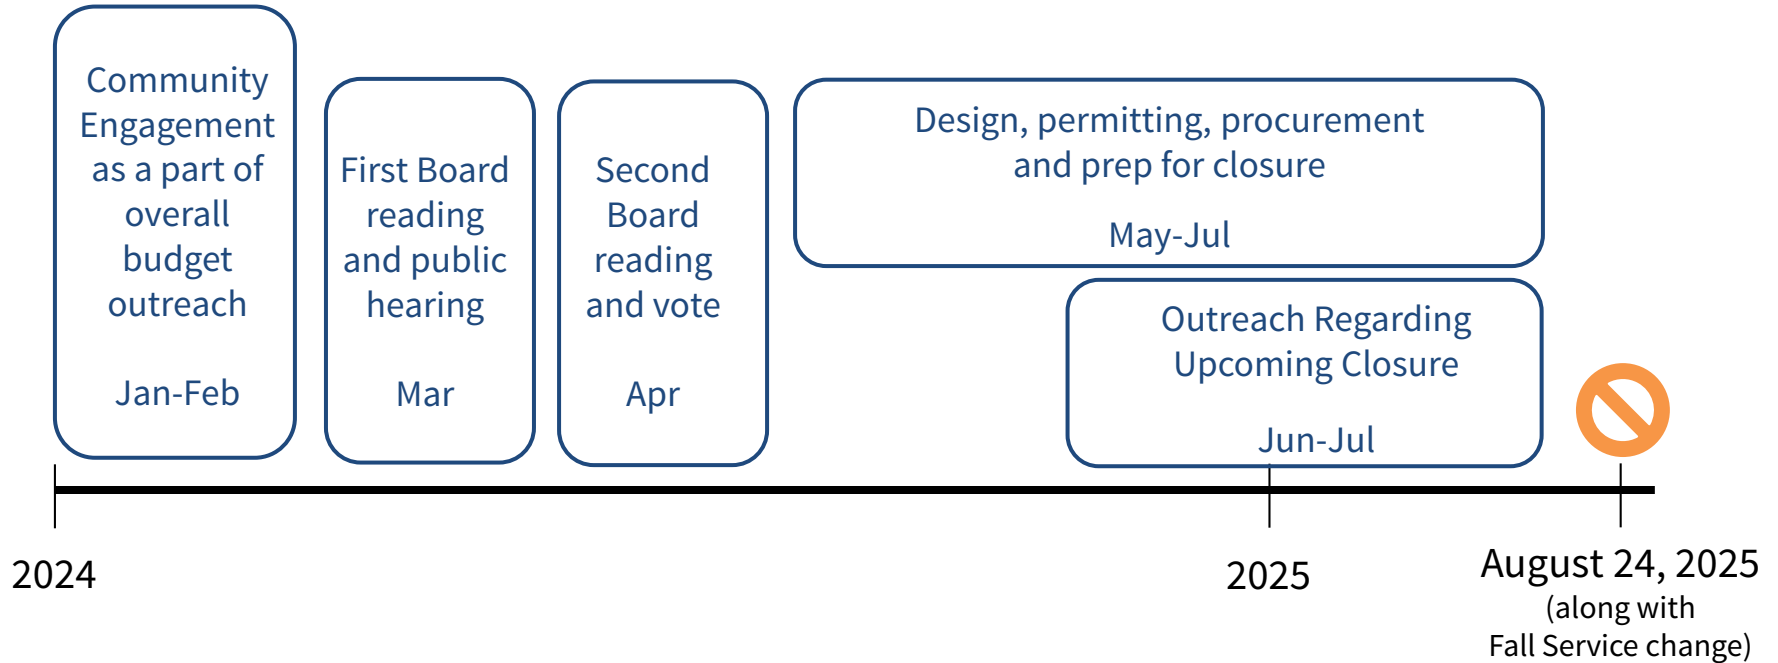 Community
Engagement
as a part of
overall
budget
outreach
Jan-Feb
First Board
reading
and public
hearing
Mar
Second
Board
reading
and vote
Apr
Design, permitting, procurement
and prep for closure
May-Jul
Outreach Regarding
Upcoming Closure
Jun-Jul
2024
2025
August 24, 2025
(along with
Fall Service change)